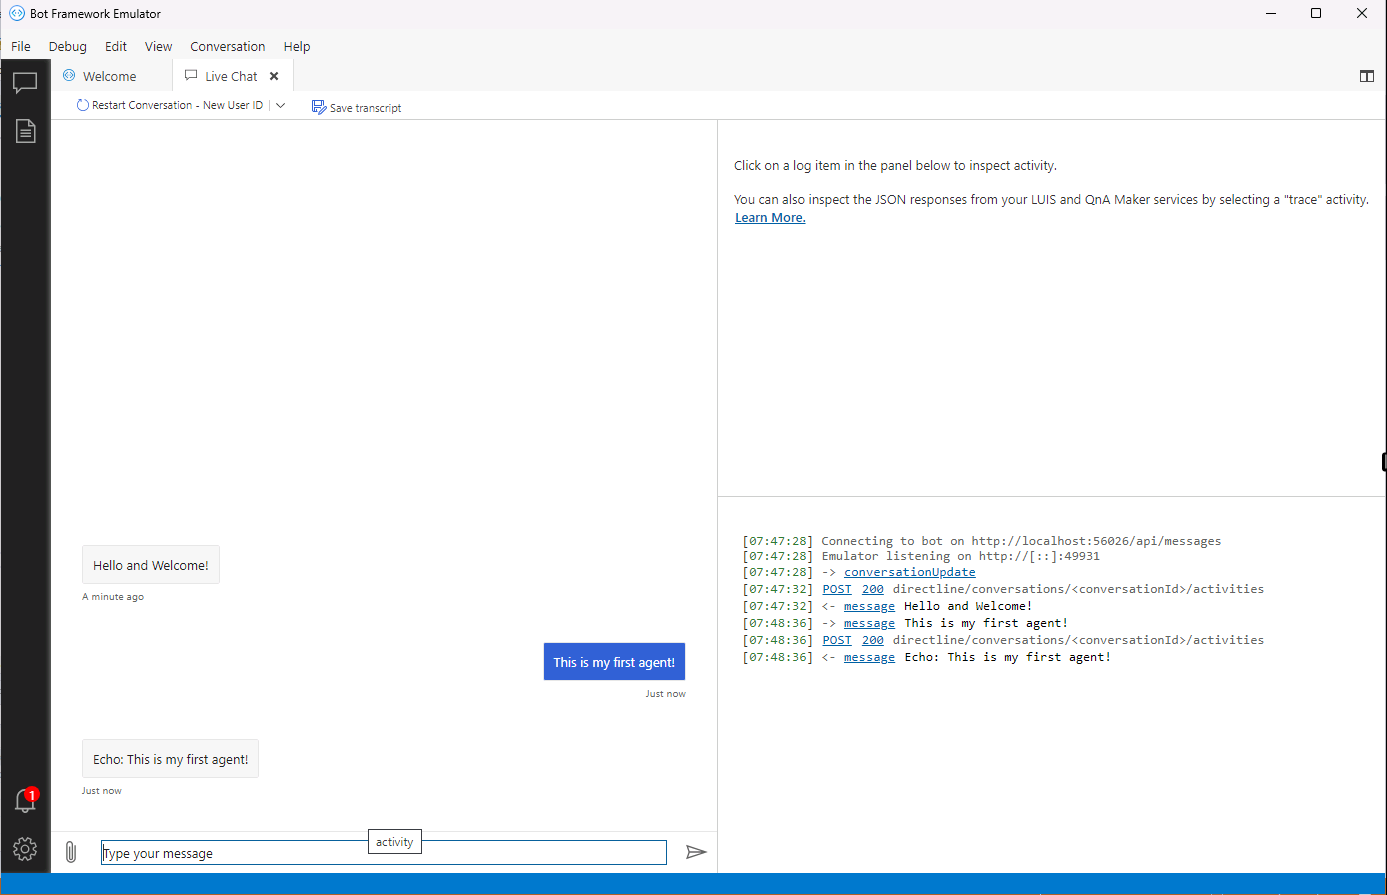 Bot Framework Emulator
File Debug Edit View Conversation Help
Welcome
Live Chat
Restart Conversation - New User ID
Save transcript
Click on a log item in the panel below to inspect activity.
You can also inspect the JSON responses from your LUIS and QnA Maker services by selecting a "trace" activity.
Learn More.
Hello and Welcome!
A minute ago
This is my first agent!
Just now
Echo: This is my first agent!
Just now
activity
Type your message
1
[07:47:28] Connecting to bot on http://localhost:56026/api/messages
[07:47:28] Emulator listening on http://[::]:49931
[07:47:28] -> conversationUpdate
[07:47:32] POST 200 directline/conversations/<conversationId>/activities
[07:47:32] <- message Hello and Welcome!
[07:48:36] -> message This is my first agent!
[07:48:36] POST 200 directline/conversations/<conversationId>/activities
[07:48:36] <- message Echo: This is my first agent!